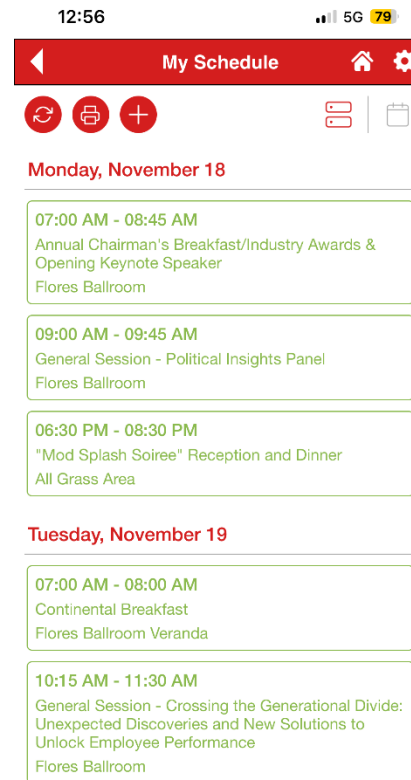 12:56
5G 79
My Schedule
Monday, November 18
07:00 AM - 08:45 AM
Annual Chairman's Breakfast/Industry Awards &
Opening Keynote Speaker
Flores Ballroom
09:00 AM - 09:45 AM
General Session - Political Insights Panel
Flores Ballroom
06:30 PM - 08:30 PM
"Mod Splash Soiree" Reception and Dinner
All Grass Area
Tuesday, November 19
07:00 AM - 08:00 AM
Continental Breakfast
Flores Ballroom Veranda
10:15 AM - 11:30 AM
General Session - Crossing the Generational Divide:
Unexpected Discoveries and New Solutions to
Unlock Employee Performance
Flores Ballroom